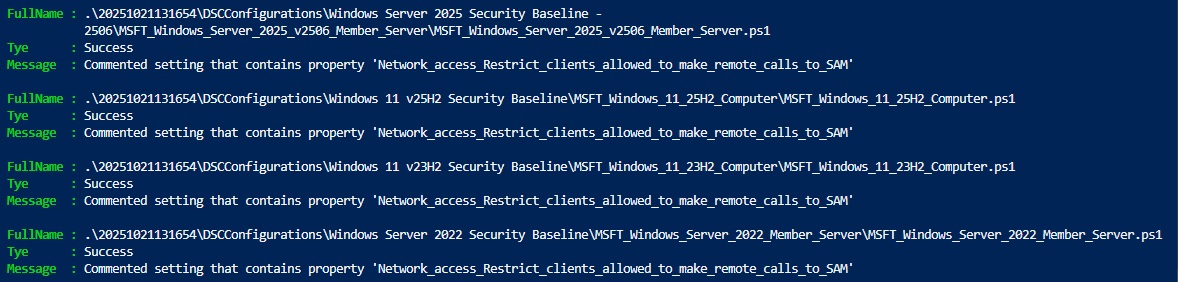 FullName : .\20251021131654\DSCConfigurations\Windows Server 2025 Security Baseline -
2506\MSFT_Windows_Server_2025_v2506_Member_Server\MSFT_Windows_Server_2025_v2506_Member_Server.ps1
Tye : Success
Message : Commented setting that contains property 'Network_access_Restrict_clients_allowed_to_make_remote_calls_to_SAM'
FullName : .\20251021131654\DSCConfigurations\Windows 11 v25H2 Security Baseline\MSFT_Windows_11_25H2_Computer\MSFT_Windows_11_25H2_Computer.ps1
Tye : Success
Message : Commented setting that contains property 'Network_access_Restrict_clients_allowed_to_make_remote_calls_to_SAM'
FullName : .\20251021131654\DSCConfigurations\Windows 11 v23H2 Security Baseline\MSFT_Windows_11_23H2_Computer\MSFT_Windows_11_23H2_Computer.ps1
Tye : Success
Message : Commented setting that contains property 'Network_access_Restrict_clients_allowed_to_make_remote_calls_to_SAM'
FullName : .\20251021131654\DSCConfigurations\Windows Server 2022 Security Baseline\MSFT_Windows_Server_2022_Member_Server\MSFT_Windows_Server_2022_Member_Server.ps1
Tye : Success
Message : Commented setting that contains property 'Network_access_Restrict_clients_allowed_to_make_remote_calls_to_SAM'